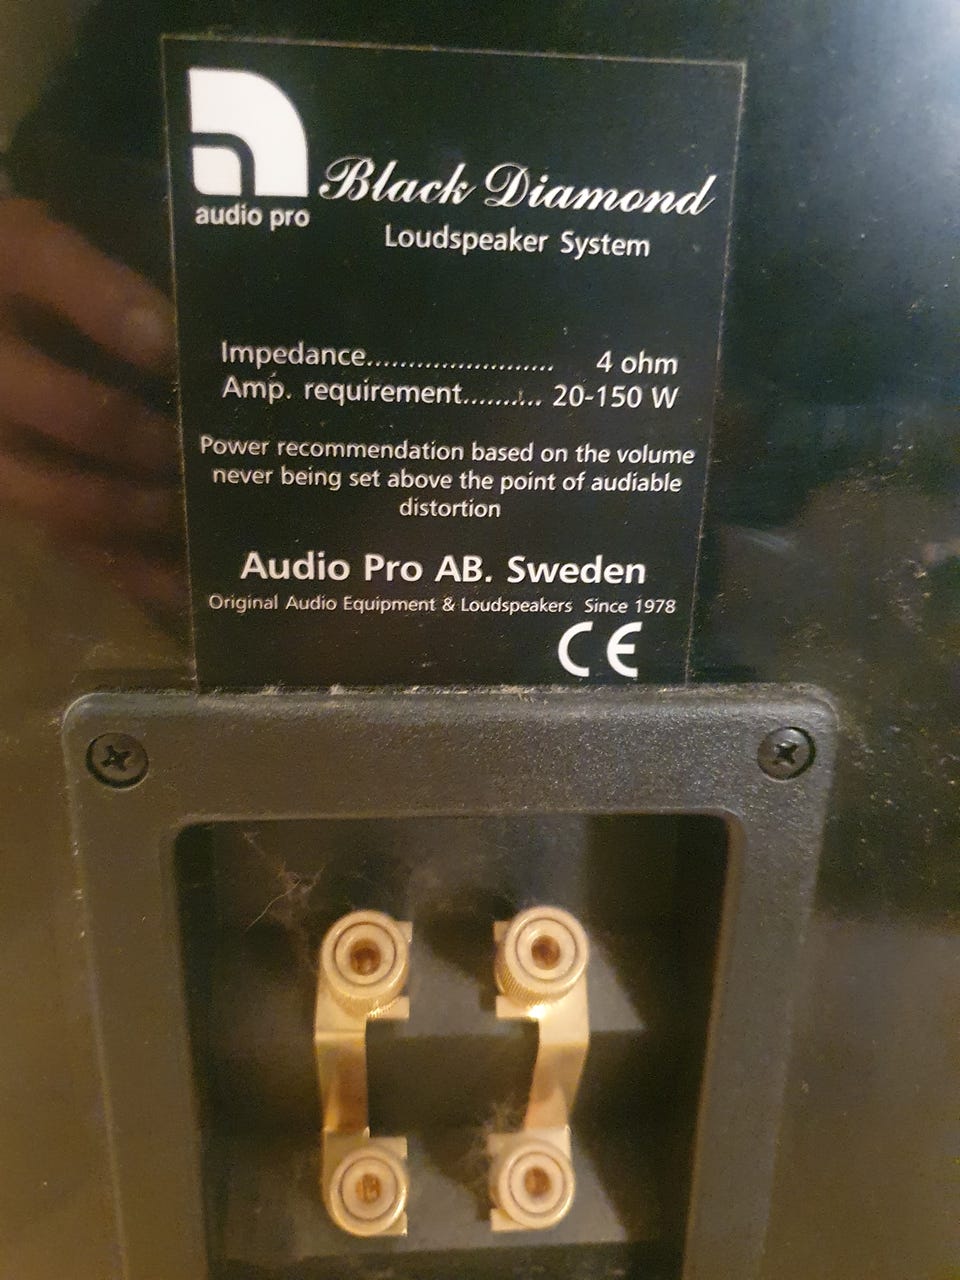 audio pro
Black Diamond
Loudspeaker System
Impedance...................... 4 ohm
Amp. requirement.......... 20-150 W
Power recommendation based on the volume
never being set above the point of audiable
distortion
Audio Pro AB. Sweden
Original Audio Equipment & Loudspeakers Since 1978
CE